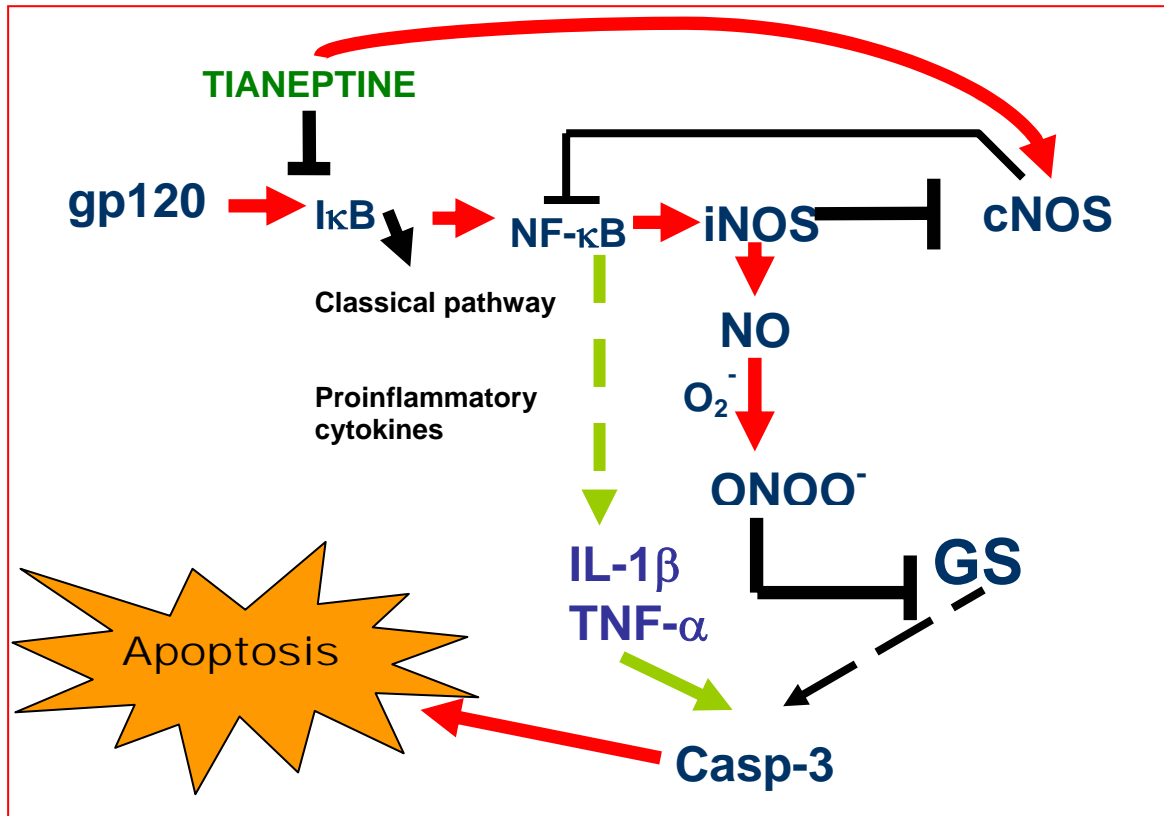 TIANEPTINE
gp120
IκB
NF-κB
iNOS
cNOS
Classical pathway
NO
O₂⁻
Proinflammatory
cytokines
ONOO⁻
IL-1β
TNF-α
GS
Apoptosis
Casp-3